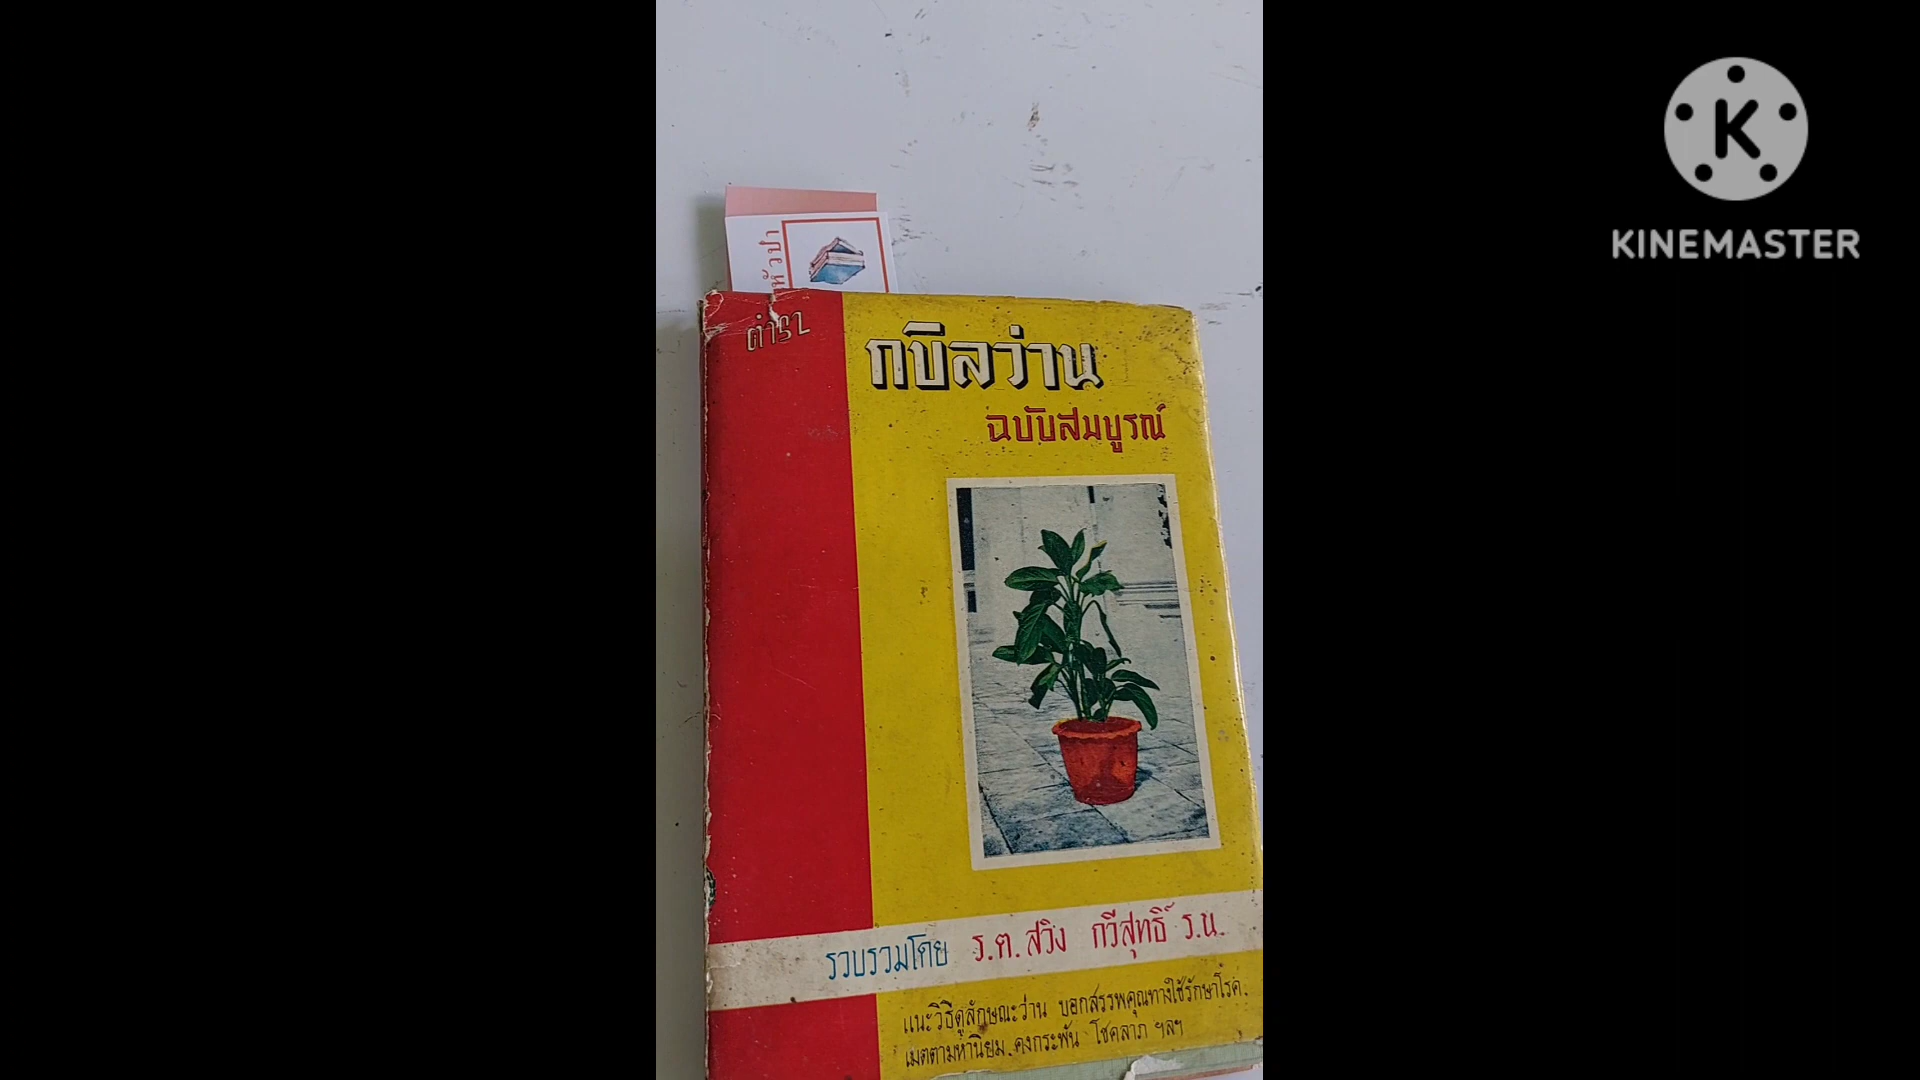 KINEMASTER
หัวป่า
ตำรา
กบิลว่าน
ฉบับสมบูรณ์
รวบรวมโดย ร.ต. สวิง กวีสุทธิ์ ร.น.
แนะวิธีดูลักษณะว่าน บอกสรรพคุณทางใช้รักษาโรค.
เมตตามหานิยม. คงกระพัน โชคลาภ ฯลฯ